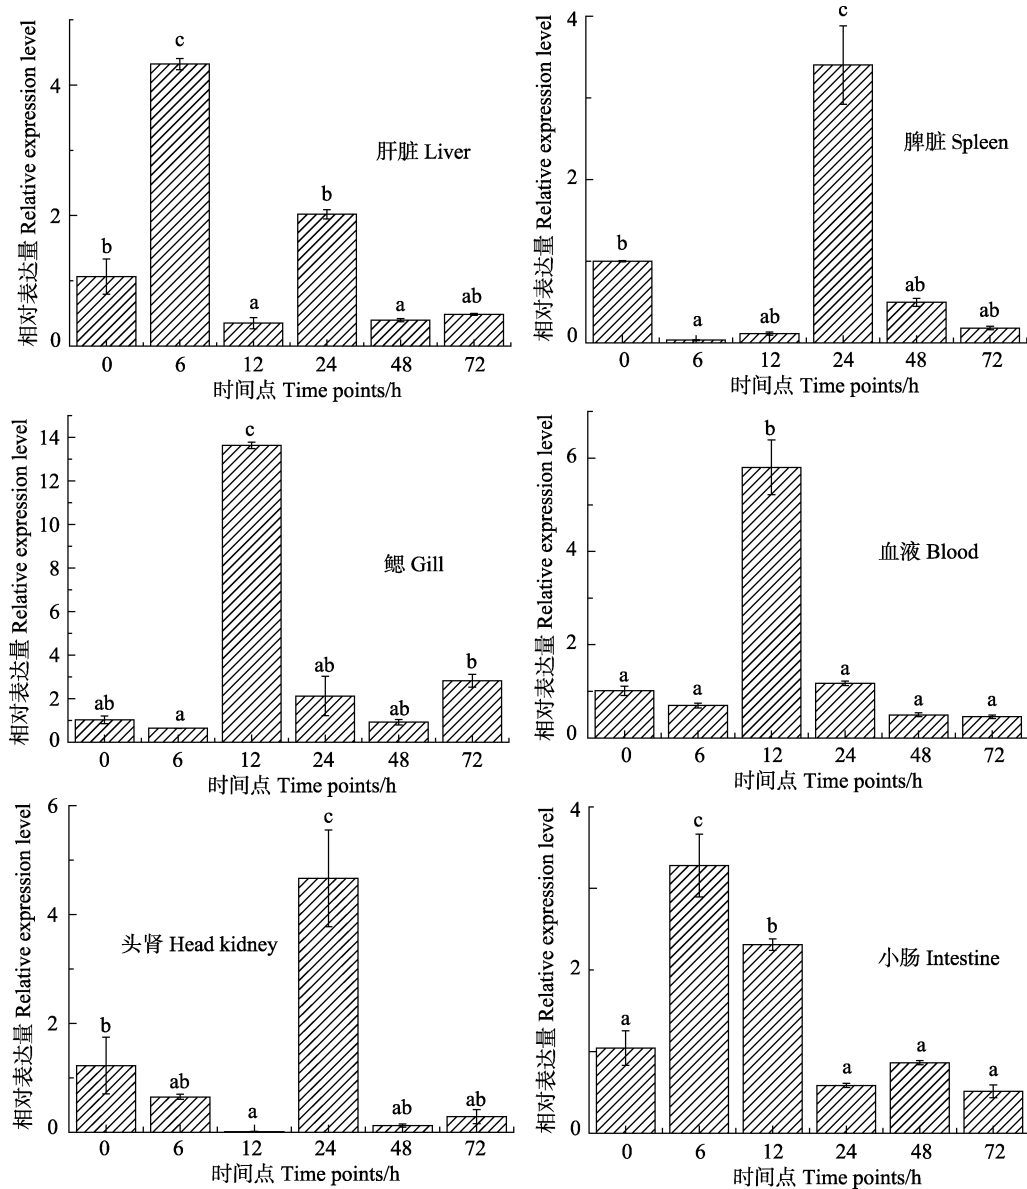 相对表达量 Relative expression level
c
4
肝脏 Liver
b
2
b
a
a
ab
0
0 6 12 24 48 72
时间点 Time points/h
相对表达量 Relative expression level
4
c
脾脏 Spleen
2
b
a
ab
ab
ab
0
0 6 12 24 48 72
时间点 Time points/h
相对表达量 Relative expression level
14
c
12
10
8
鳃 Gill
6
4
ab
b
2
ab
a
ab
0
0 6 12 24 48 72
时间点 Time points/h
相对表达量 Relative expression level
b
6
血液 Blood
4
2
a
a
a
a
a
0
0 6 12 24 48 72
时间点 Time points/h
相对表达量 Relative expression level
6
c
4
头肾 Head kidney
2
b
ab
a
ab
ab
0
0 6 12 24 48 72
时间点 Time points/h
相对表达量 Relative expression level
4
c
b
小肠 Intestine
2
a
a
a
a
0
0 6 12 24 48 72
时间点 Time points/h